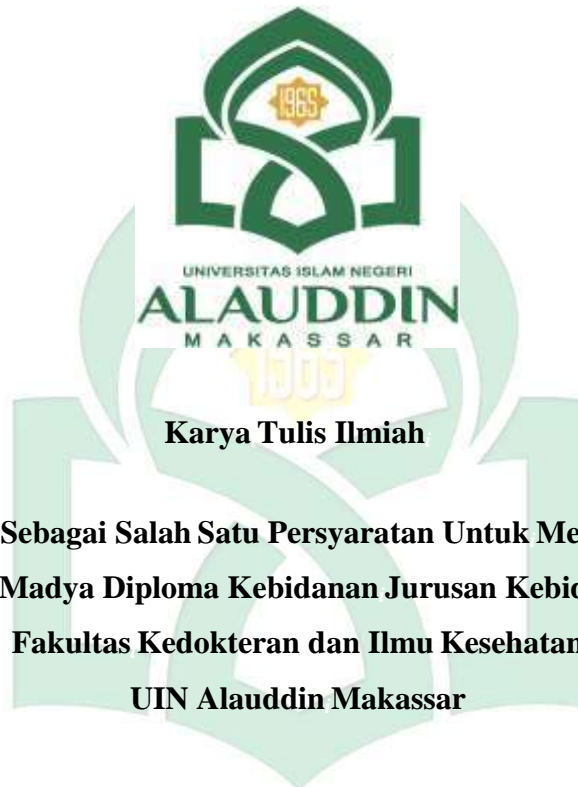 1965
UNIVERSITAS ISLAM NEGERI
ALAUDDIN
MAKASSAR
1965
Karya Tulis Ilmiah
Sebagai Salah Satu Persyaratan Untuk Me
Madya Diploma Kebidanan Jurusan Kebid
Fakultas Kedokteran dan Ilmu Kesehatan
UIN Alauddin Makassar